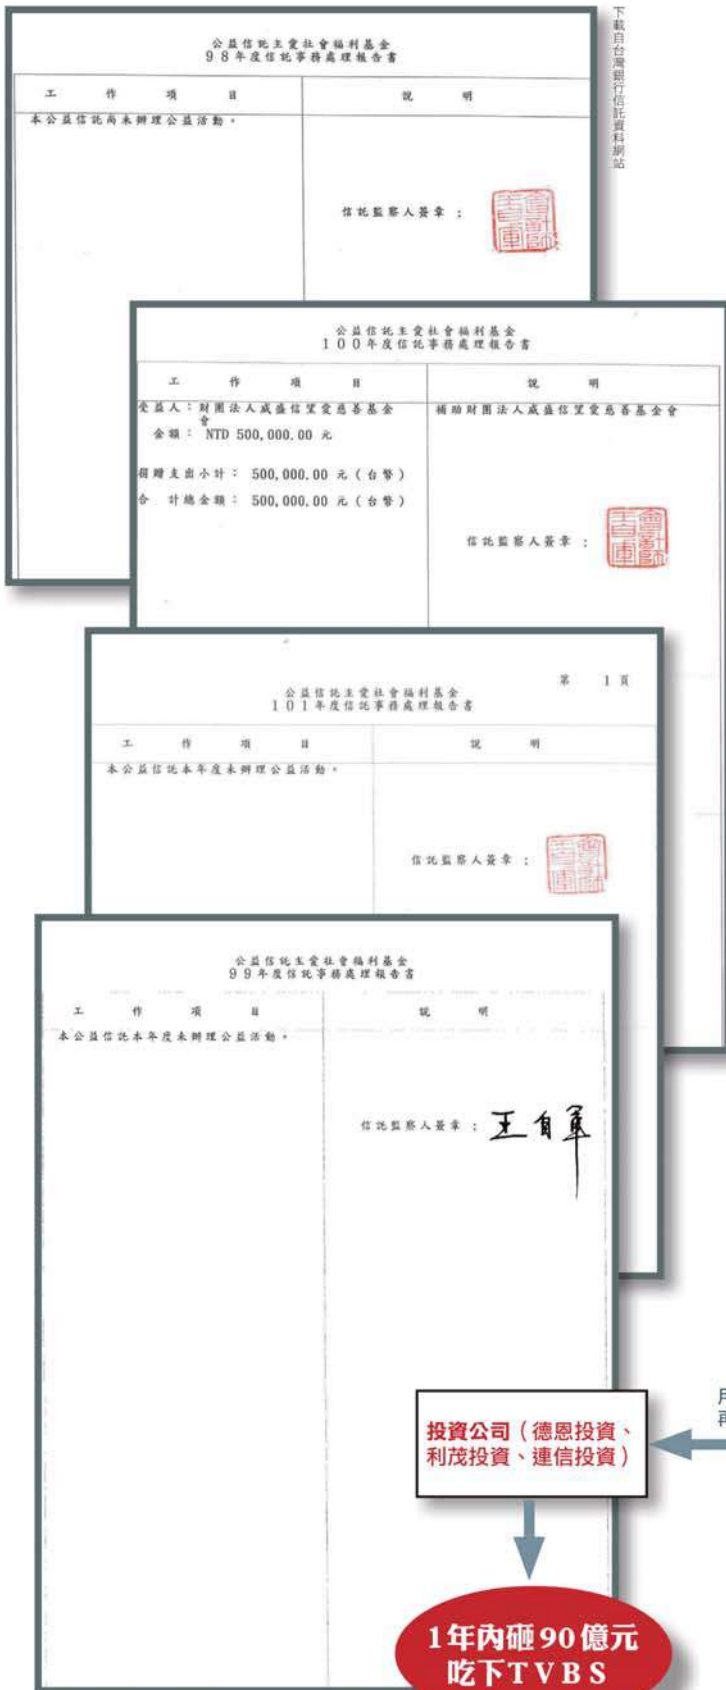 下載自台灣銀行信託資料網站
公益信託主愛社會福利基金
98年度信託事務處理報告書
工 作 項 目 說 明
本公益信託尚未辦理公益活動。
信託監察人簽章：
公益信託主愛社會福利基金
100年度信託事務處理報告書
工 作 項 目 說 明
受益人：財團法人威盛信望愛慈善基金 補助財團法人威盛信望愛慈善基金會
會
金額： NTD 500,000.00 元
捐贈支出小計： 500,000.00 元（台幣）
合 計總金額： 500,000.00 元（台幣）
信託監察人簽章：
第 1 頁
公益信託主愛社會福利基金
101年度信託事務處理報告書
工 作 項 目 說 明
本公益信託本年度未辦理公益活動。
信託監察人簽章：
公益信託主愛社會福利基金
99年度信託事務處理報告書
工 作 項 目 說 明
本公益信託本年度未辦理公益活動。
信託監察人簽章： 王自軍
投資公司（德恩投資、
利茂投資、連信投資）
1年內砸90億元
吃下TVBS